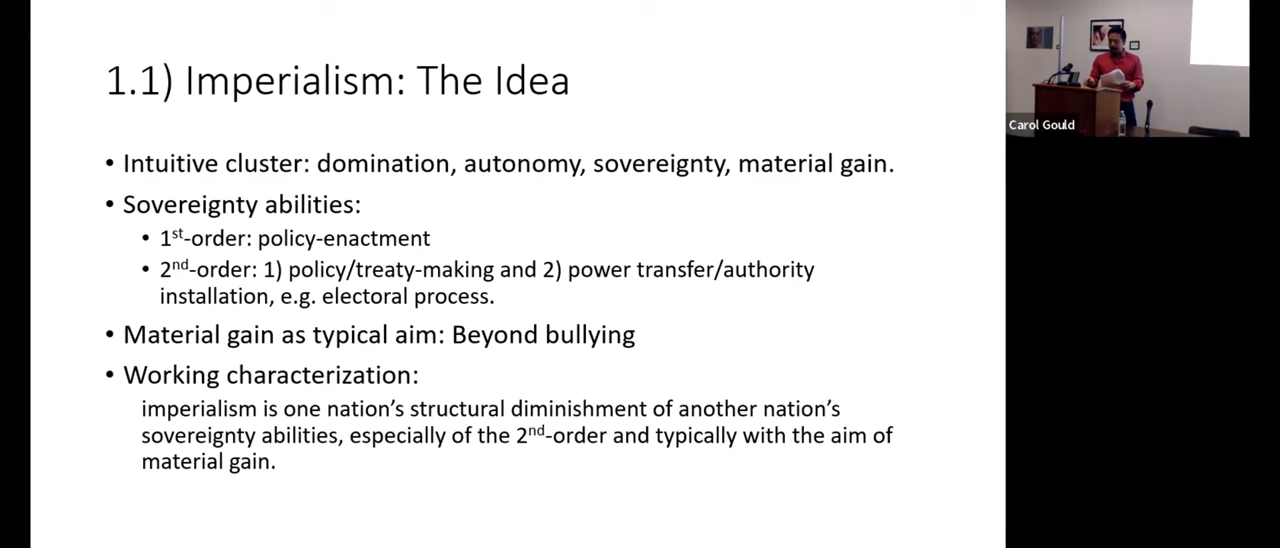 1.1) Imperialism: The Idea
• Intuitive cluster: domination, autonomy, sovereignty, material gain.
• Sovereignty abilities:
• 1st-order: policy-enactment
• 2nd-order: 1) policy/treaty-making and 2) power transfer/authority
installation, e.g. electoral process.
• Material gain as typical aim: Beyond bullying
• Working characterization:
imperialism is one nation's structural diminishment of another nation's
sovereignty abilities, especially of the 2nd-order and typically with the aim of
material gain.
Carol Gould